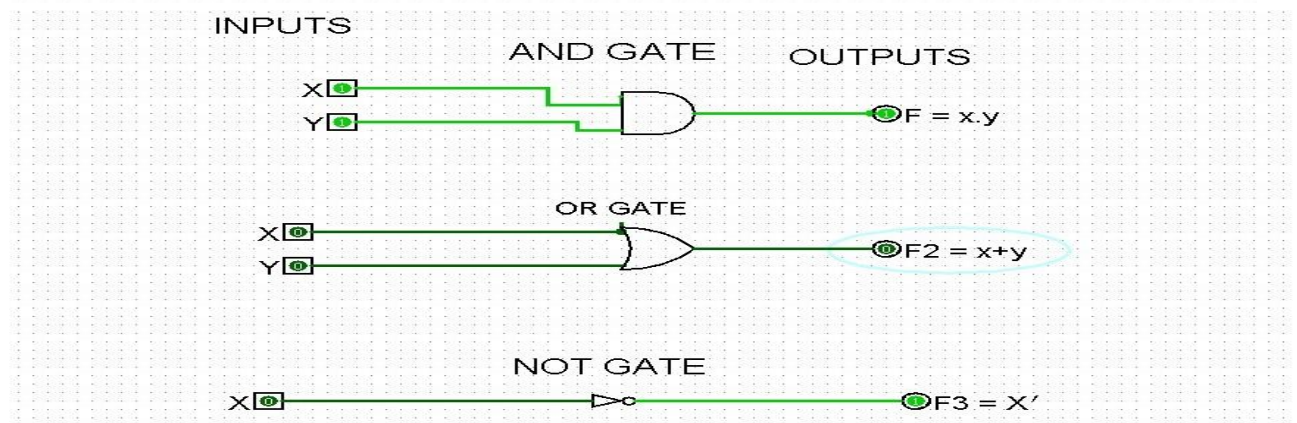 INPUTS
AND GATE
OUTPUTS
X 1
Y 1
1 F = x.y
OR GATE
X 0
Y 0
0 F2 = x+y
NOT GATE
X 0
1 F3 = X'